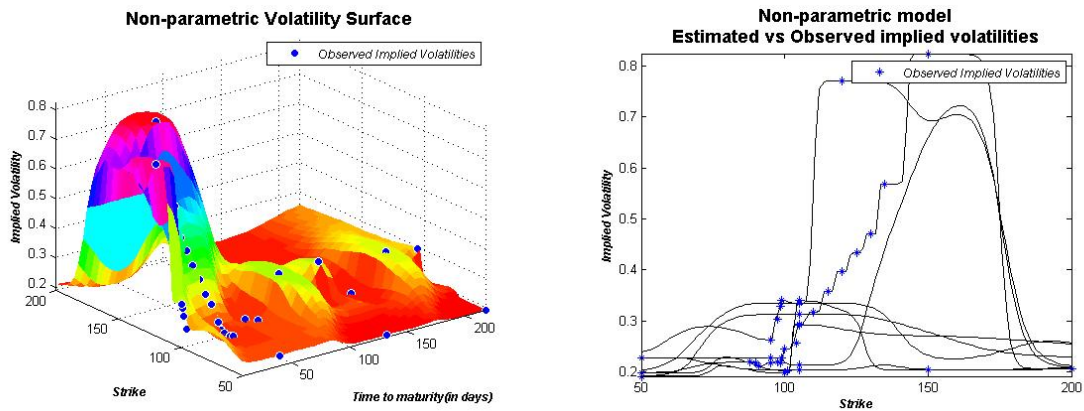 Non-parametric Volatility Surface
Observed Implied Volatilities
0.8
0.7
0.6
0.5
0.4
0.3
0.2
Implied Volatility
200
150
100
50
Strike
50
100
150
200
Time to maturity(in days)
Non-parametric model
Estimated vs Observed implied volatilities
Observed Implied Volatilities
0.8
0.7
0.6
0.5
0.4
0.3
0.2
Implied Volatility
50
100
150
200
Strike